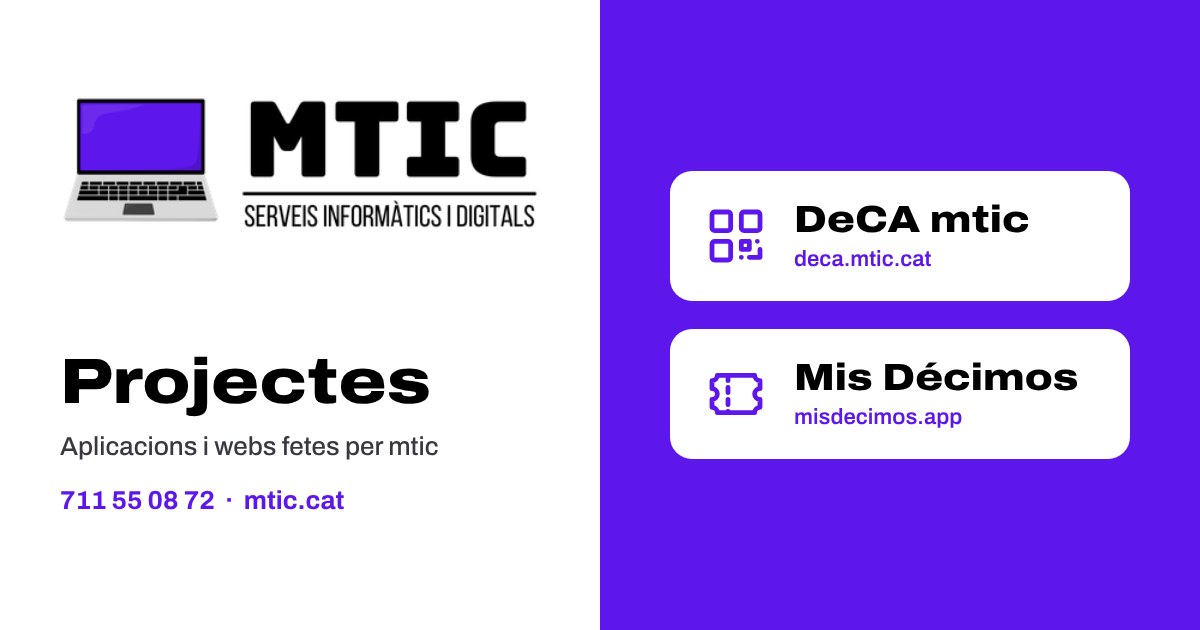 MTIC
SERVEIS INFORMÀTICS I DIGITALS
Projectes
Aplicacions i webs fetes per mtic
711 55 08 72 · mtic.cat
DeCA mtic
deca.mtic.cat
Mis Décimos
misdecimos.app